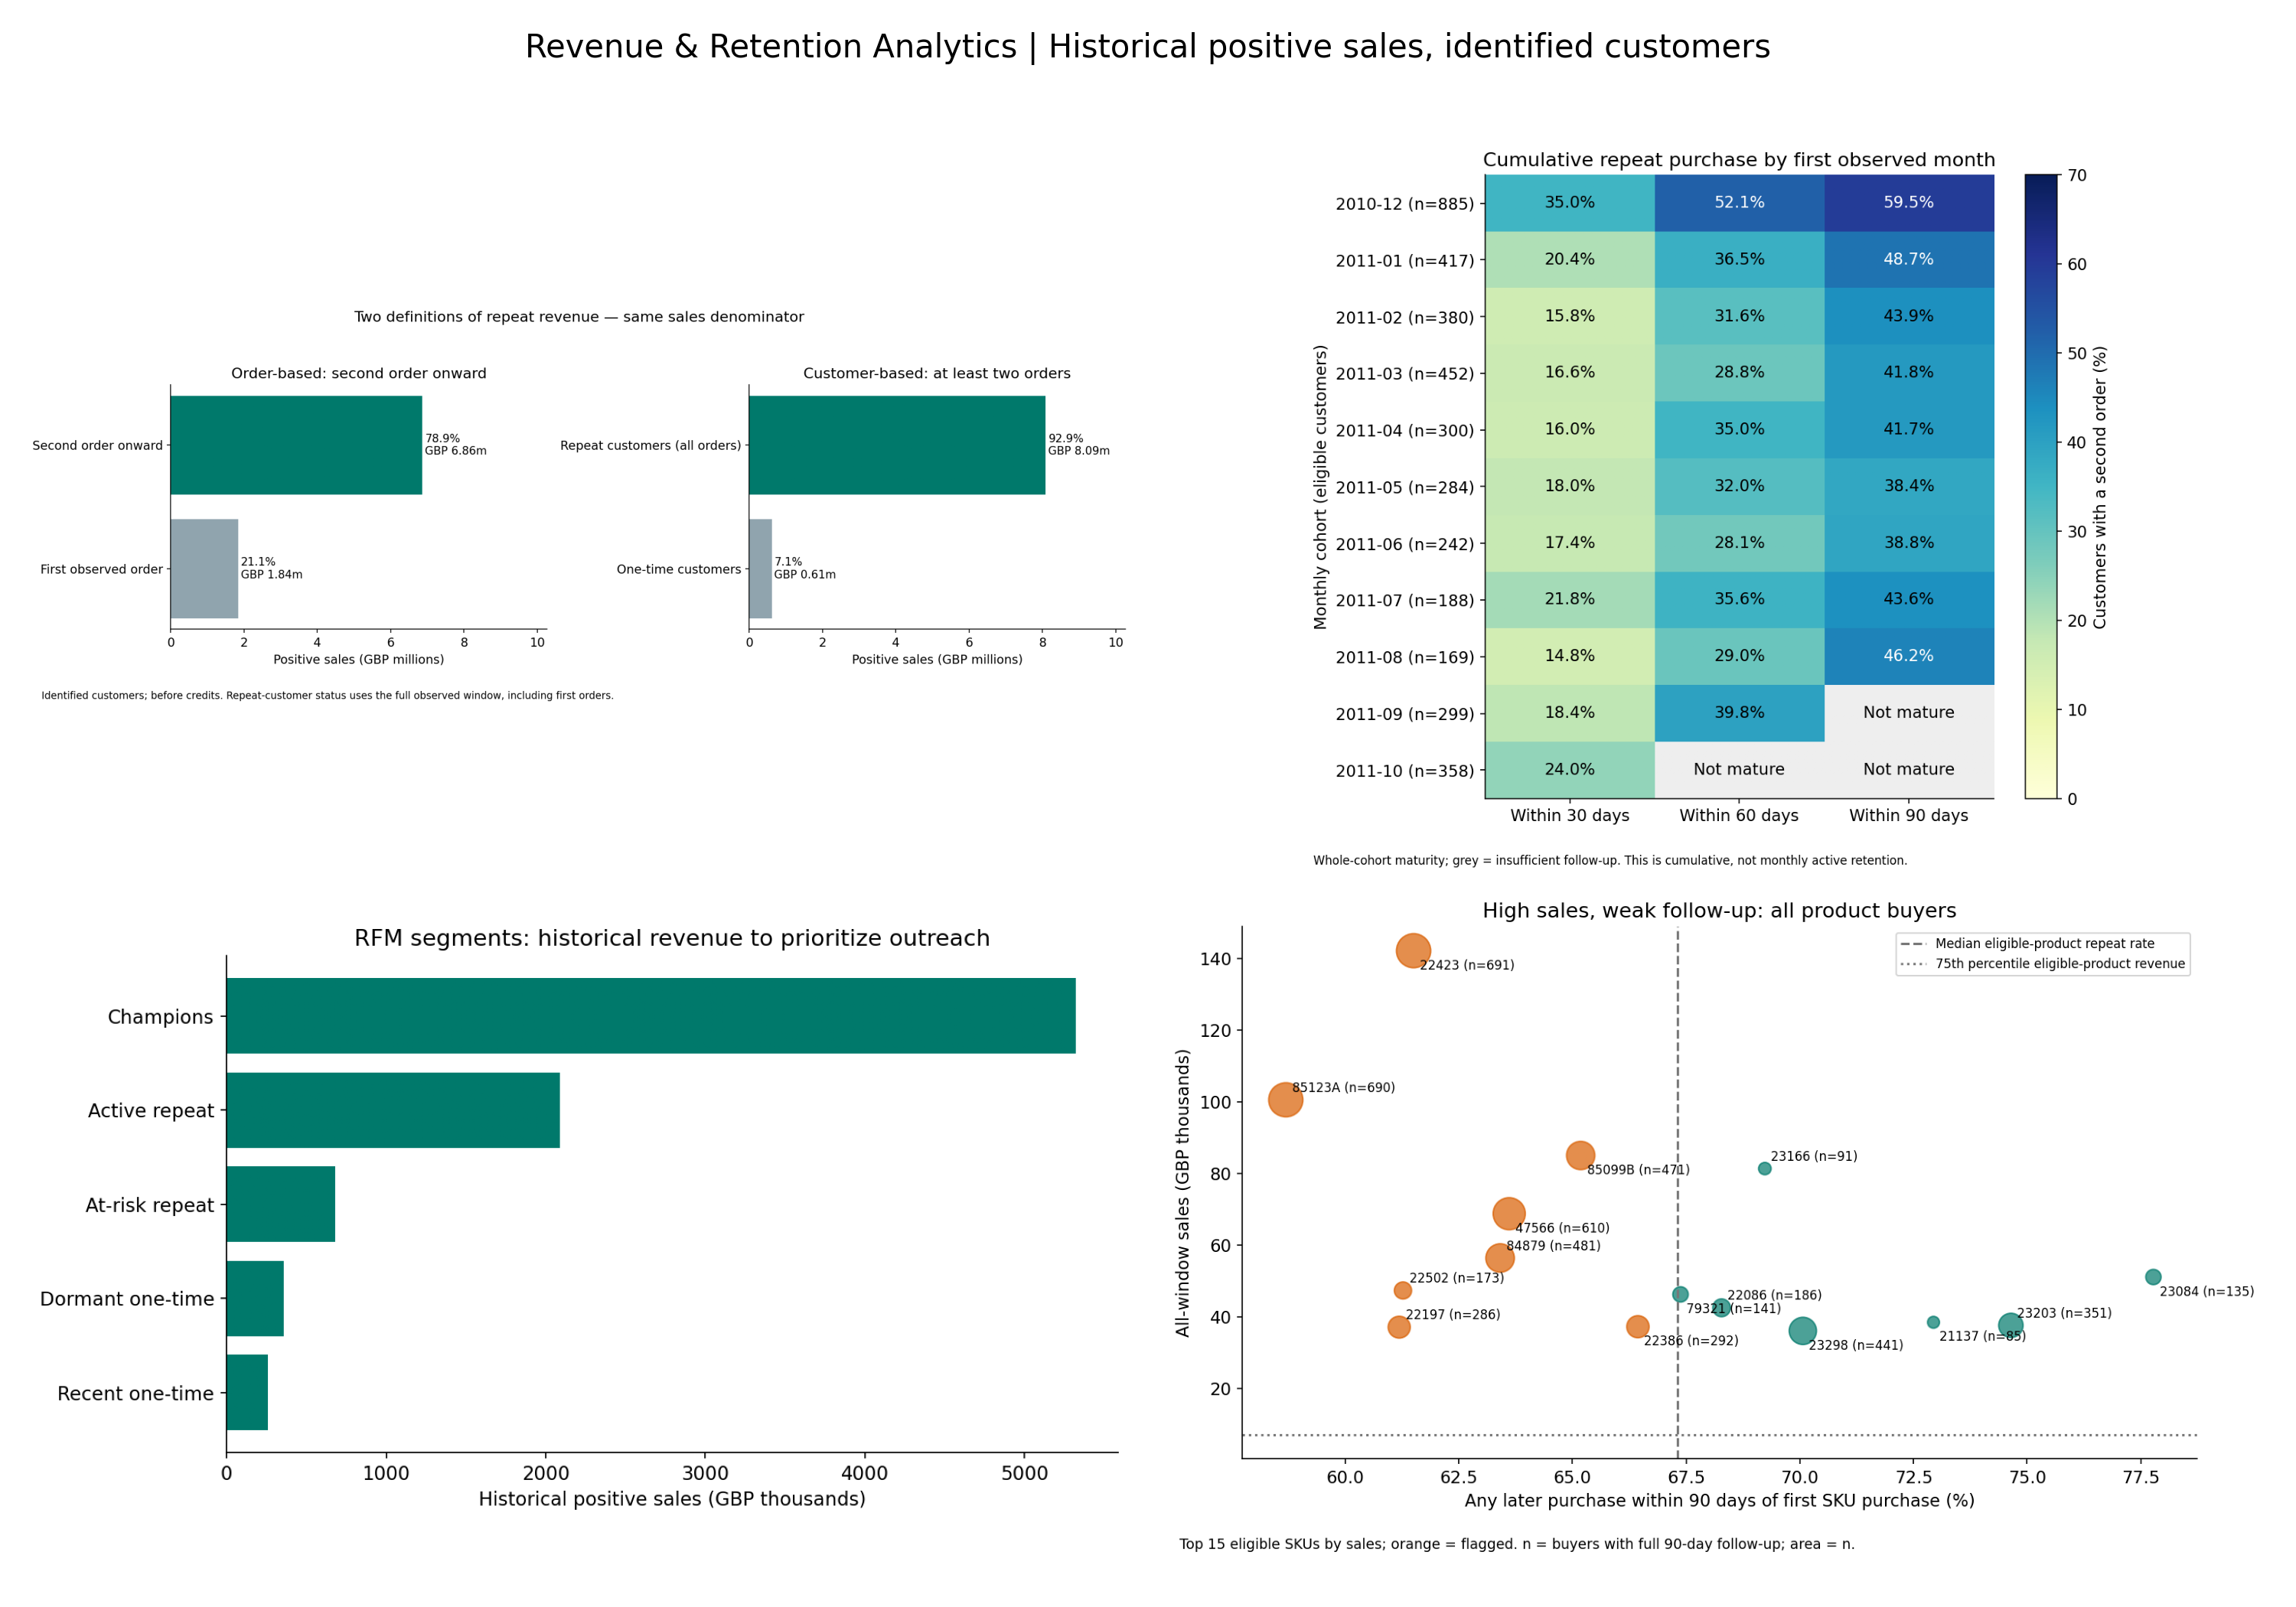 Revenue & Retention Analytics | Historical positive sales, identified customers
Two definitions of repeat revenue — same sales denominator
Order-based: second order onward
Second order onward
78.9%
GBP 6.86m
First observed order
21.1%
GBP 1.84m
0 2 4 6 8 10
Positive sales (GBP millions)
Customer-based: at least two orders
Repeat customers (all orders)
92.9%
GBP 8.09m
One-time customers
7.1%
GBP 0.61m
0 2 4 6 8 10
Positive sales (GBP millions)
Identified customers; before credits. Repeat-customer status uses the full observed window, including first orders.
Cumulative repeat purchase by first observed month
Monthly cohort (eligible customers)
2010-12 (n=885) 35.0% 52.1% 59.5%
2011-01 (n=417) 20.4% 36.5% 48.7%
2011-02 (n=380) 15.8% 31.6% 43.9%
2011-03 (n=452) 16.6% 28.8% 41.8%
2011-04 (n=300) 16.0% 35.0% 41.7%
2011-05 (n=284) 18.0% 32.0% 38.4%
2011-06 (n=242) 17.4% 28.1% 38.8%
2011-07 (n=188) 21.8% 35.6% 43.6%
2011-08 (n=169) 14.8% 29.0% 46.2%
2011-09 (n=299) 18.4% 39.8% Not mature
2011-10 (n=358) 24.0% Not mature Not mature
Within 30 days Within 60 days Within 90 days
70
60
50
40
30
20
10
0
Customers with a second order (%)
Whole-cohort maturity; grey = insufficient follow-up. This is cumulative, not monthly active retention.
RFM segments: historical revenue to prioritize outreach
Champions
Active repeat
At-risk repeat
Dormant one-time
Recent one-time
0 1000 2000 3000 4000 5000
Historical positive sales (GBP thousands)
High sales, weak follow-up: all product buyers
Median eligible-product repeat rate
75th percentile eligible-product revenue
All-window sales (GBP thousands)
140
120
100
80
60
40
20
22423 (n=691)
85123A (n=690)
23166 (n=91)
85099B (n=471)
47566 (n=610)
84879 (n=481)
22502 (n=173)
23084 (n=135)
22086 (n=186)
79321 (n=141)
23203 (n=351)
22197 (n=286)
21137 (n=85)
22386 (n=292)
23298 (n=441)
60.0 62.5 65.0 67.5 70.0 72.5 75.0 77.5
Any later purchase within 90 days of first SKU purchase (%)
Top 15 eligible SKUs by sales; orange = flagged. n = buyers with full 90-day follow-up; area = n.